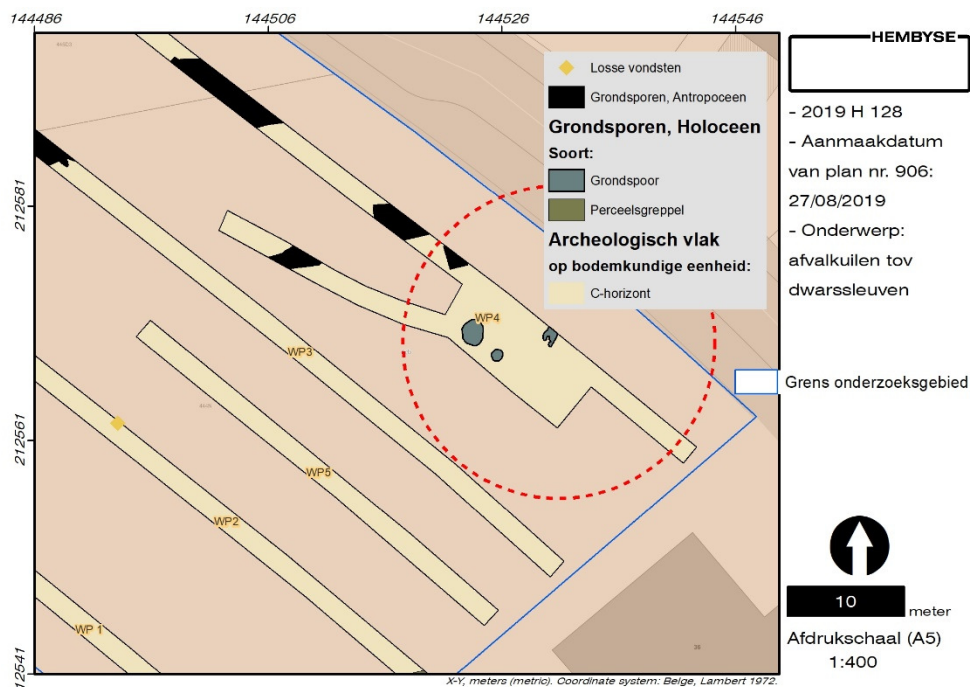 144486
144506
144526
144546
212581
212561
212541
Losse vondsten
Grondsporen, Antropoceen
Grondsporen, Holoceen
Soort:
Grondspoor
Perceelsgreppel
Archeologisch vlak
op bodemkundige eenheid:
C-horizont
WP4
WP3
WP5
WP2
WP 1
HEMBYSE
- 2019 H 128
- Aanmaakdatum
van plan nr. 906:
27/08/2019
- Onderwerp:
afvalkuilen tov
dwarssleuven
Grens onderzoeksgebied
10
meter
Afdrukschaal (A5)
1:400
X-Y, meters (metric). Coordinate system: Belge, Lambert 1972.